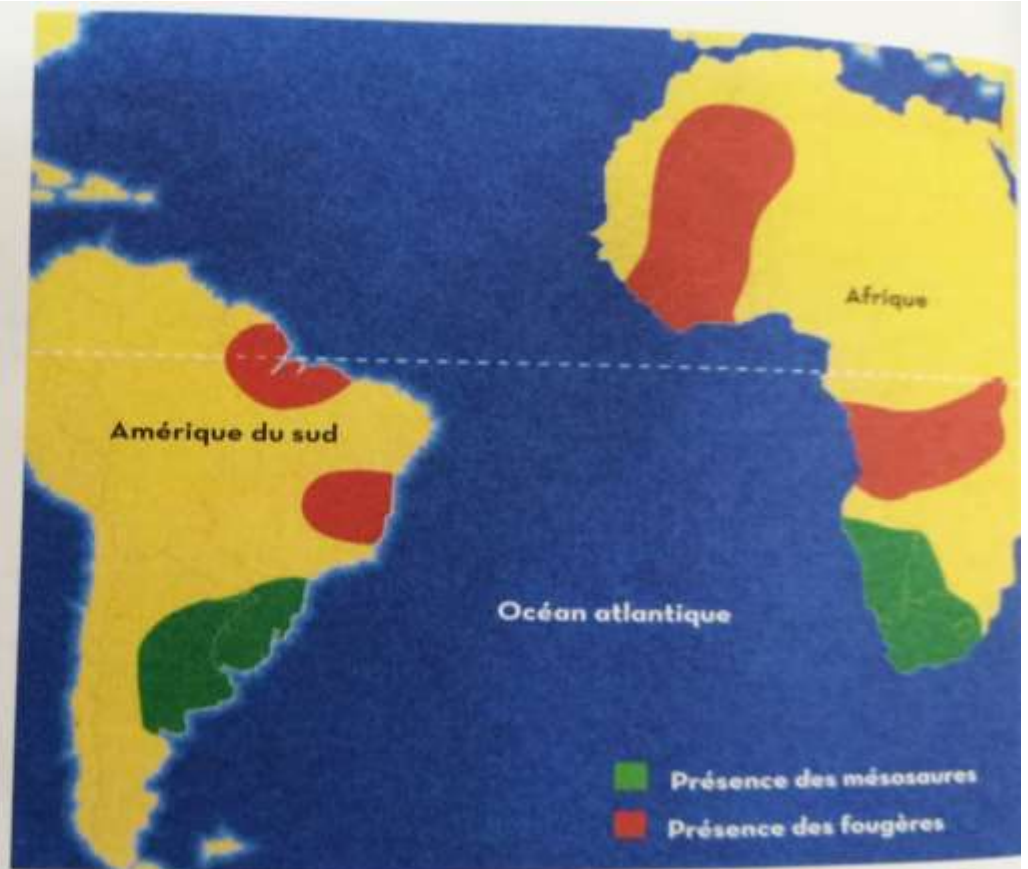 Afrique
Amérique du sud
Océan atlantique
Présence des mésosaures
Présence des fougères